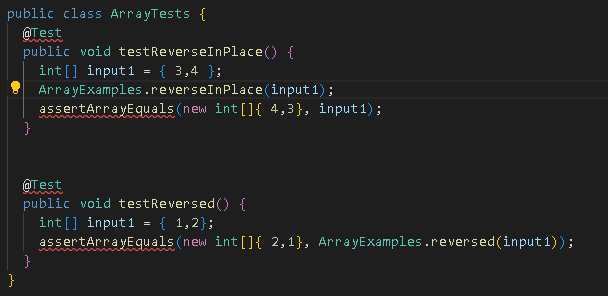 public class ArrayTests {
@Test
public void testReverseInPlace() {
int[] input1 = { 3,4 };
ArrayExamples.reverseInPlace(input1);
assertArrayEquals(new int[]{ 4,3}, input1);
}
@Test
public void testReversed() {
int[] input1 = { 1,2};
assertArrayEquals(new int[]{ 2,1}, ArrayExamples.reversed(input1));
}
}